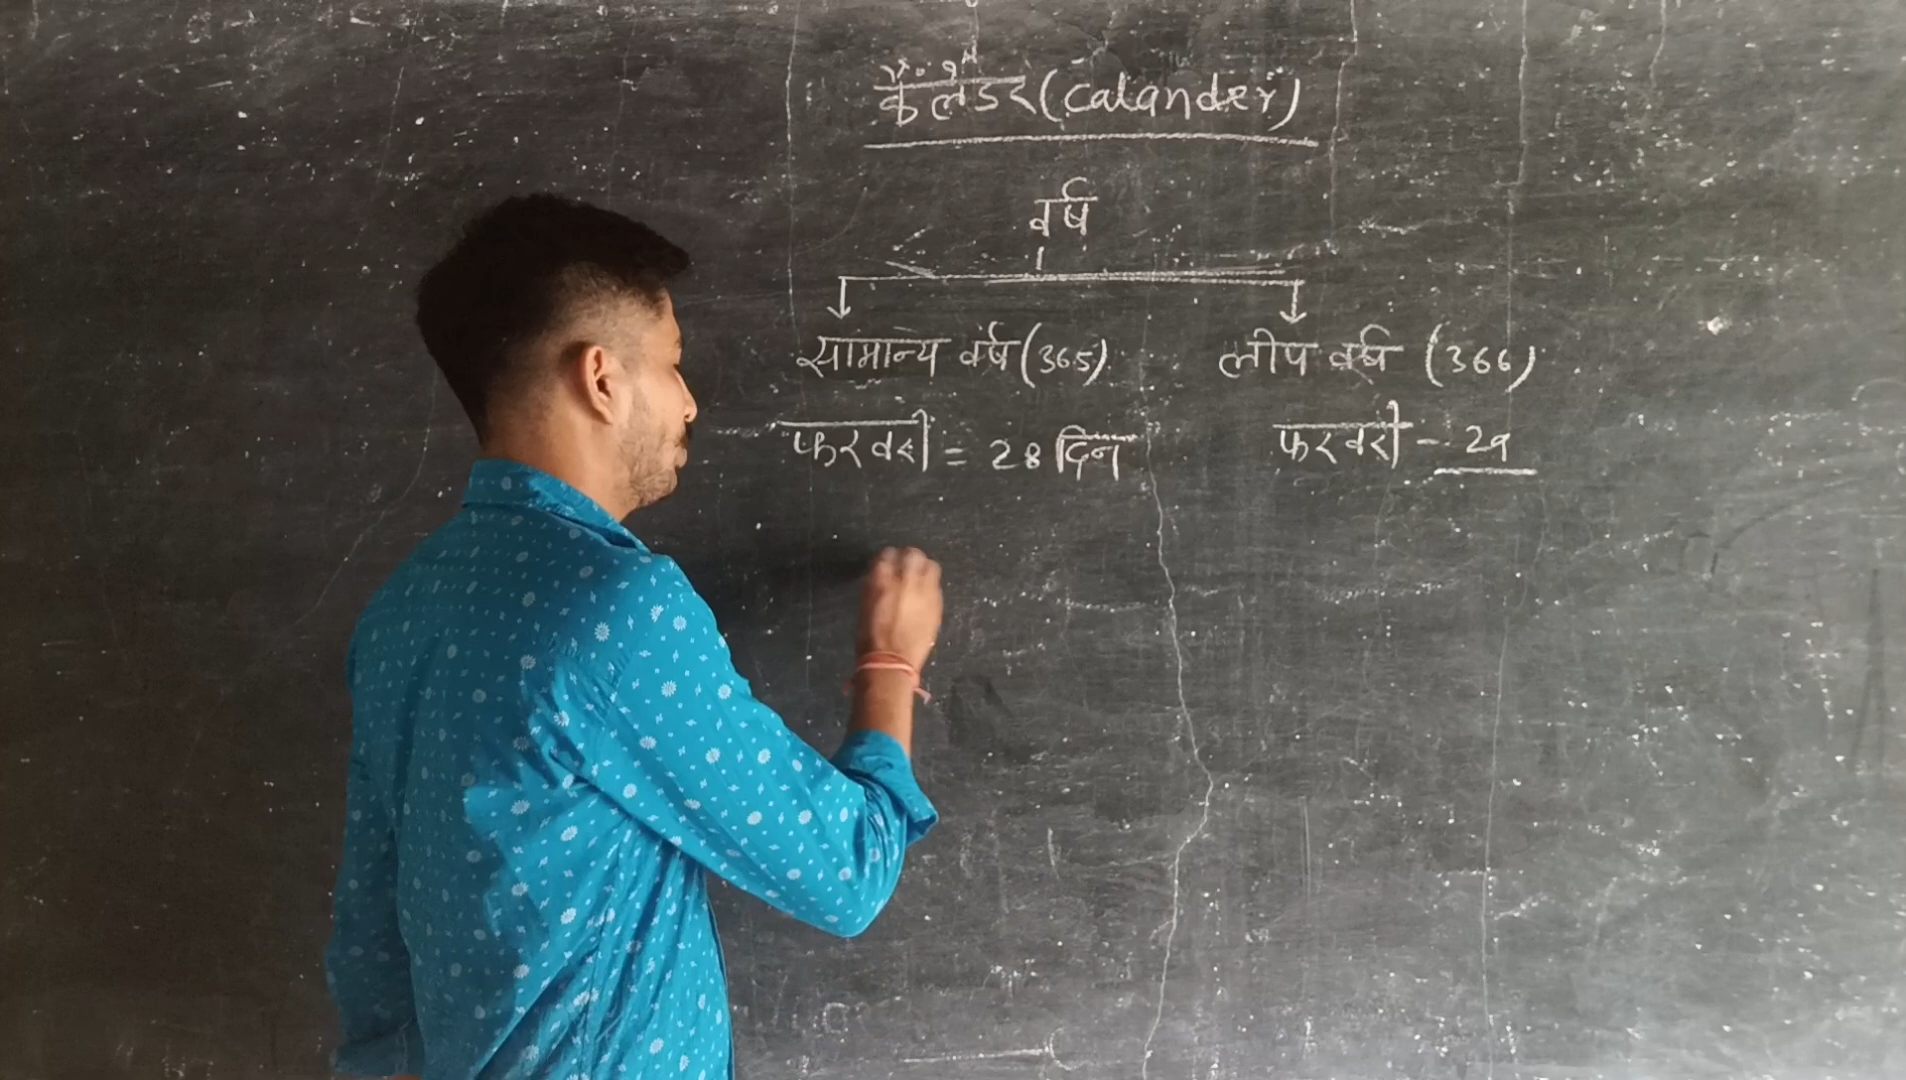 कैलेंडर (Calander)
वर्ष
सामान्य वर्ष (365) लीप वर्ष (366)
फरवरी = 28 दिन फरवरी - 29